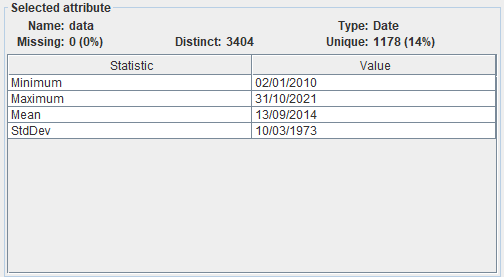 Selected attribute
Name: data Type: Date
Missing: 0 (0%) Distinct: 3404 Unique: 1178 (14%)
Statistic Value
Minimum 02/01/2010
Maximum 31/10/2021
Mean 13/09/2014
StdDev 10/03/1973